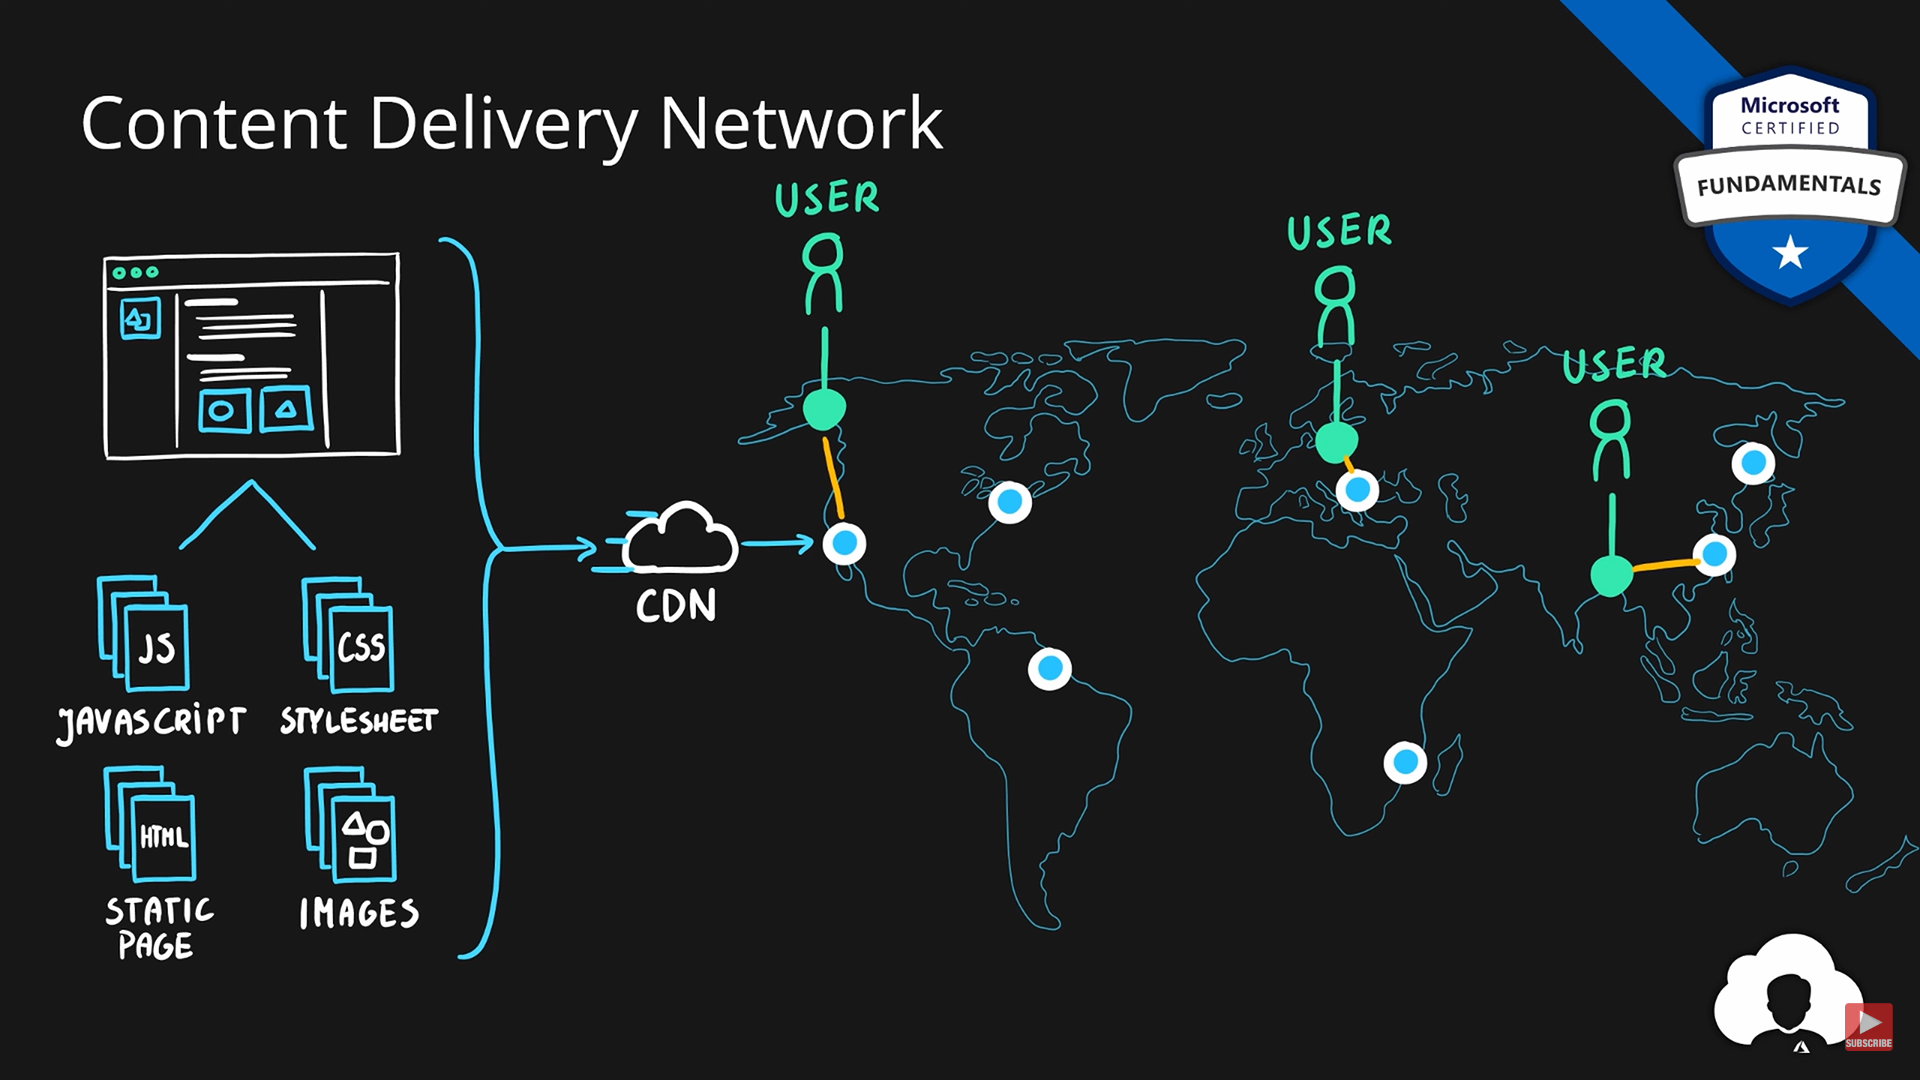 Content Delivery Network
Microsoft
CERTIFIED
FUNDAMENTALS
USER
USER
USER
JS
CSS
JAVASCRIPT
STYLESHEET
HTML
STATIC
PAGE
IMAGES
CDN
SUBSCRIBE